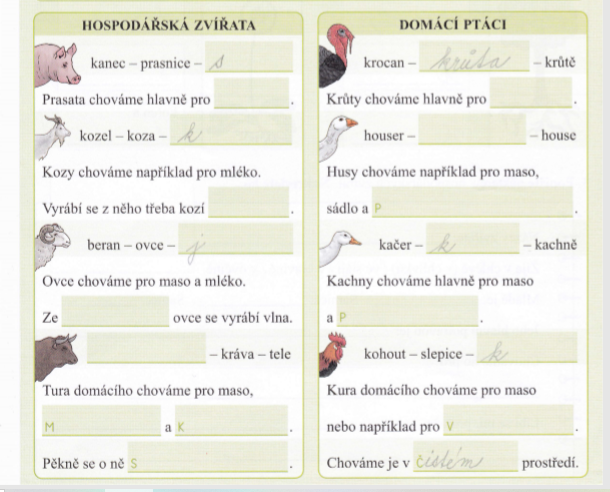 HOSPODÁŘSKÁ ZVÍŘATA
kanec – prasnice – s
Prasata chováme hlavně pro .
kozel – koza – k
Kozy chováme například pro mléko.
Vyrábí se z něho třeba kozí .
beran – ovce – j
Ovce chováme pro maso a mléko.
Ze ovce se vyrábí vlna.
– kráva – tele
Tura domácího chováme pro maso,
M a K .
Pěkně se o ně S .
DOMÁCÍ PTÁCI
krocan – krůta – krůtě
Krůty chováme hlavně pro .
houser – – house
Husy chováme například pro maso,
sádlo a P .
kačer – k – kachně
Kachny chováme hlavně pro maso
a P .
kohout – slepice – k
Kura domácího chováme pro maso
nebo například pro V .
Chováme je v čistém prostředí.